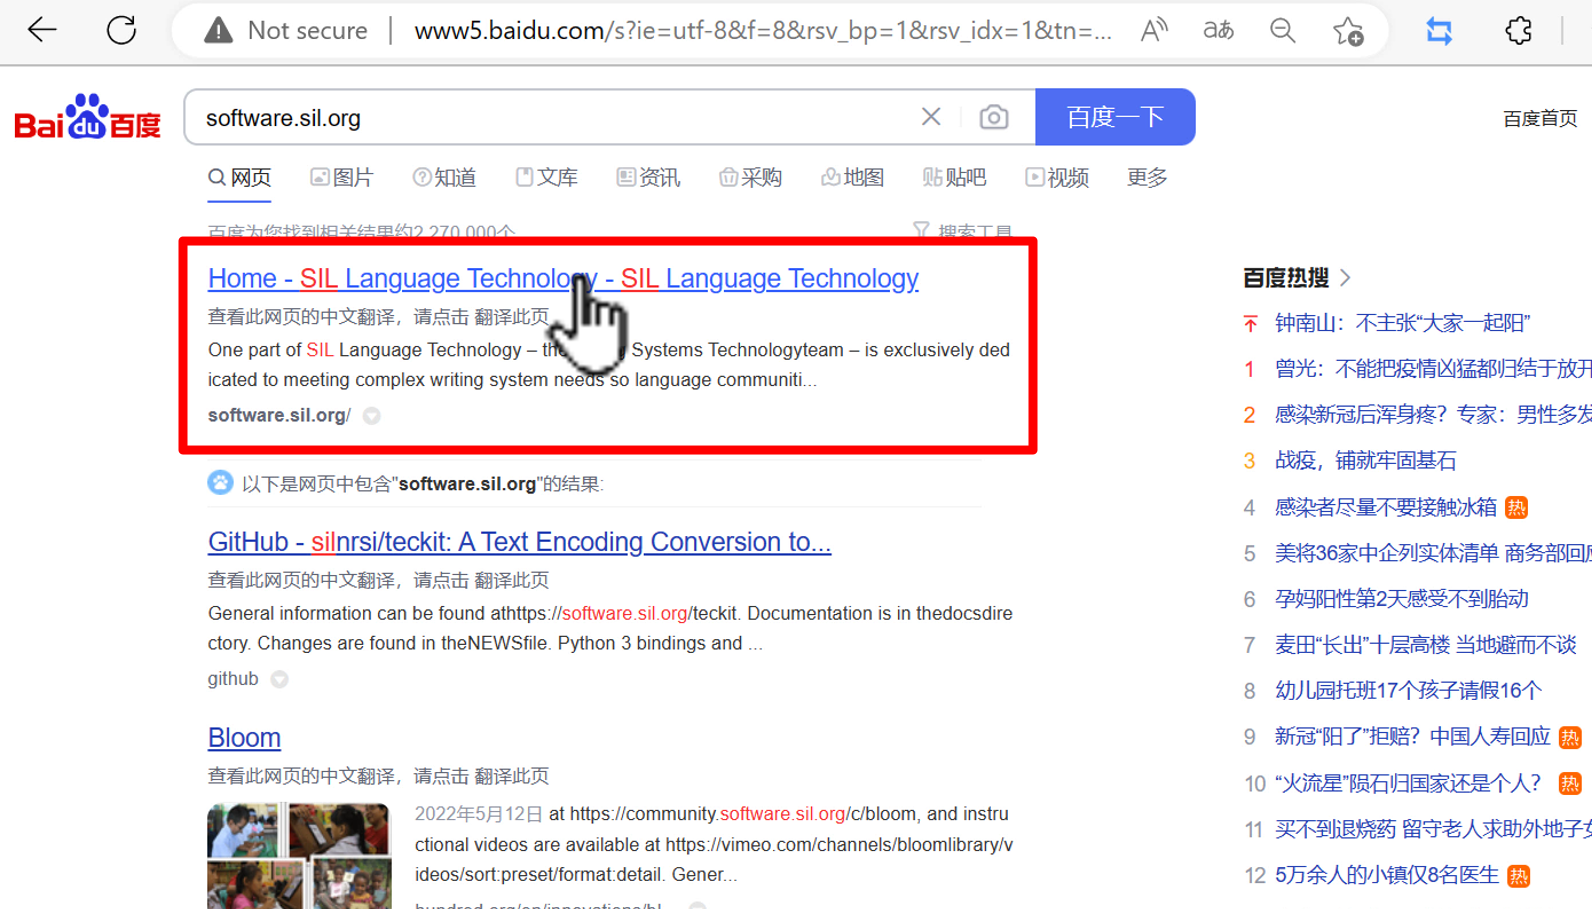 Not secure | www5.baidu.com/s?ie=utf-8&f=8&rsv_bp=1&rsv_idx=1&tn=... A》 aあ
Bai du 百度 software.sil.org 百度一下 百度首页
网页 图片 知道 文库 资讯 采购 地图 贴吧 视频 更多
百度为您找到相关结果约2,270,000个 搜索工具
Home - SIL Language Technology - SIL Language Technology
查看此网页的中文翻译，请点击 翻译此页
One part of SIL Language Technology – the Systems Technologyteam – is exclusively ded
icated to meeting complex writing system needs so language communiti...
software.sil.org/
以下是网页中包含"software.sil.org"的结果:
GitHub - silnrsi/teckit: A Text Encoding Conversion to...
查看此网页的中文翻译，请点击 翻译此页
General information can be found athttps://software.sil.org/teckit. Documentation is in thedocsdire
ctory. Changes are found in theNEWSfile. Python 3 bindings and ...
github
Bloom
查看此网页的中文翻译，请点击 翻译此页
2022年5月12日 at https://community.software.sil.org/c/bloom, and instru
ctional videos are available at https://vimeo.com/channels/bloomlibrary/v
ideos/sort:preset/format:detail. Gener...
百度热搜
钟南山：不主张“大家一起阳”
1 曾光：不能把疫情凶猛都归结于放开
2 感染新冠后浑身疼？专家：男性多发
3 战疫，铺就牢固基石
4 感染者尽量不要接触冰箱 热
5 美将36家中企列实体清单 商务部回应
6 孕妈阳性第2天感受不到胎动
7 麦田“长出”十层高楼 当地避而不谈
8 幼儿园托班17个孩子请假16个
9 新冠“阳了”拒赔？中国人寿回应 热
10 “火流星”陨石归国家还是个人？ 热
11 买不到退烧药 留守老人求助外地子女
12 5万余人的小镇仅8名医生 热